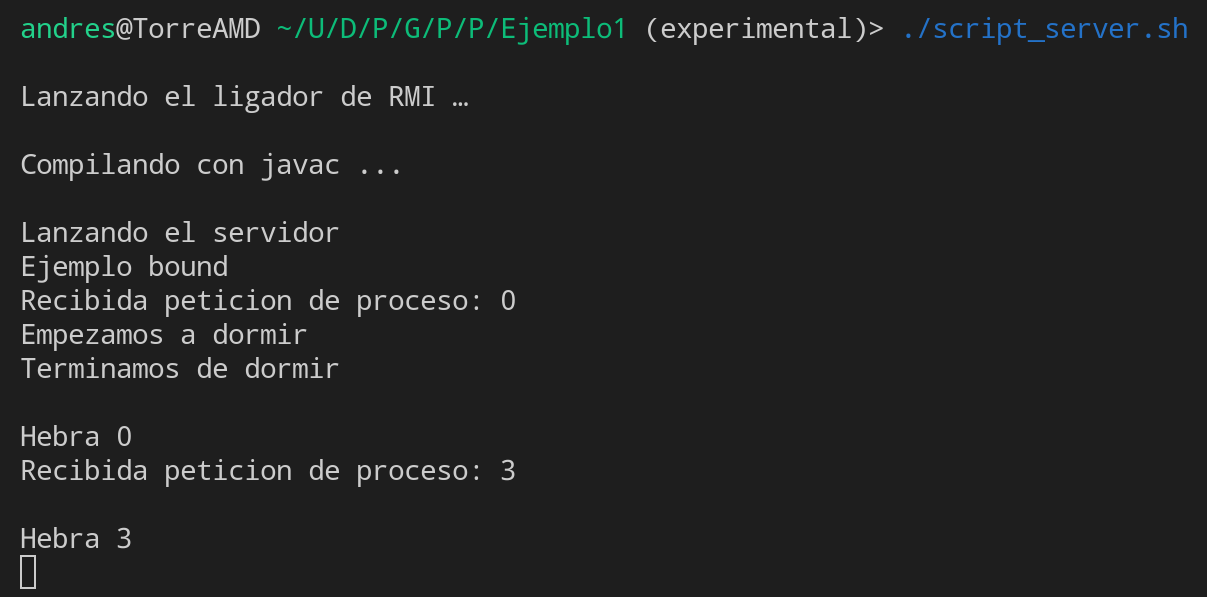 andres@TorreAMD ~/U/D/P/G/P/P/Ejemplo1 (experimental)> ./script_server.sh
Lanzando el ligador de RMI …
Compilando con javac ...
Lanzando el servidor
Ejemplo bound
Recibida peticion de proceso: 0
Empezamos a dormir
Terminamos de dormir
Hebra 0
Recibida peticion de proceso: 3
Hebra 3